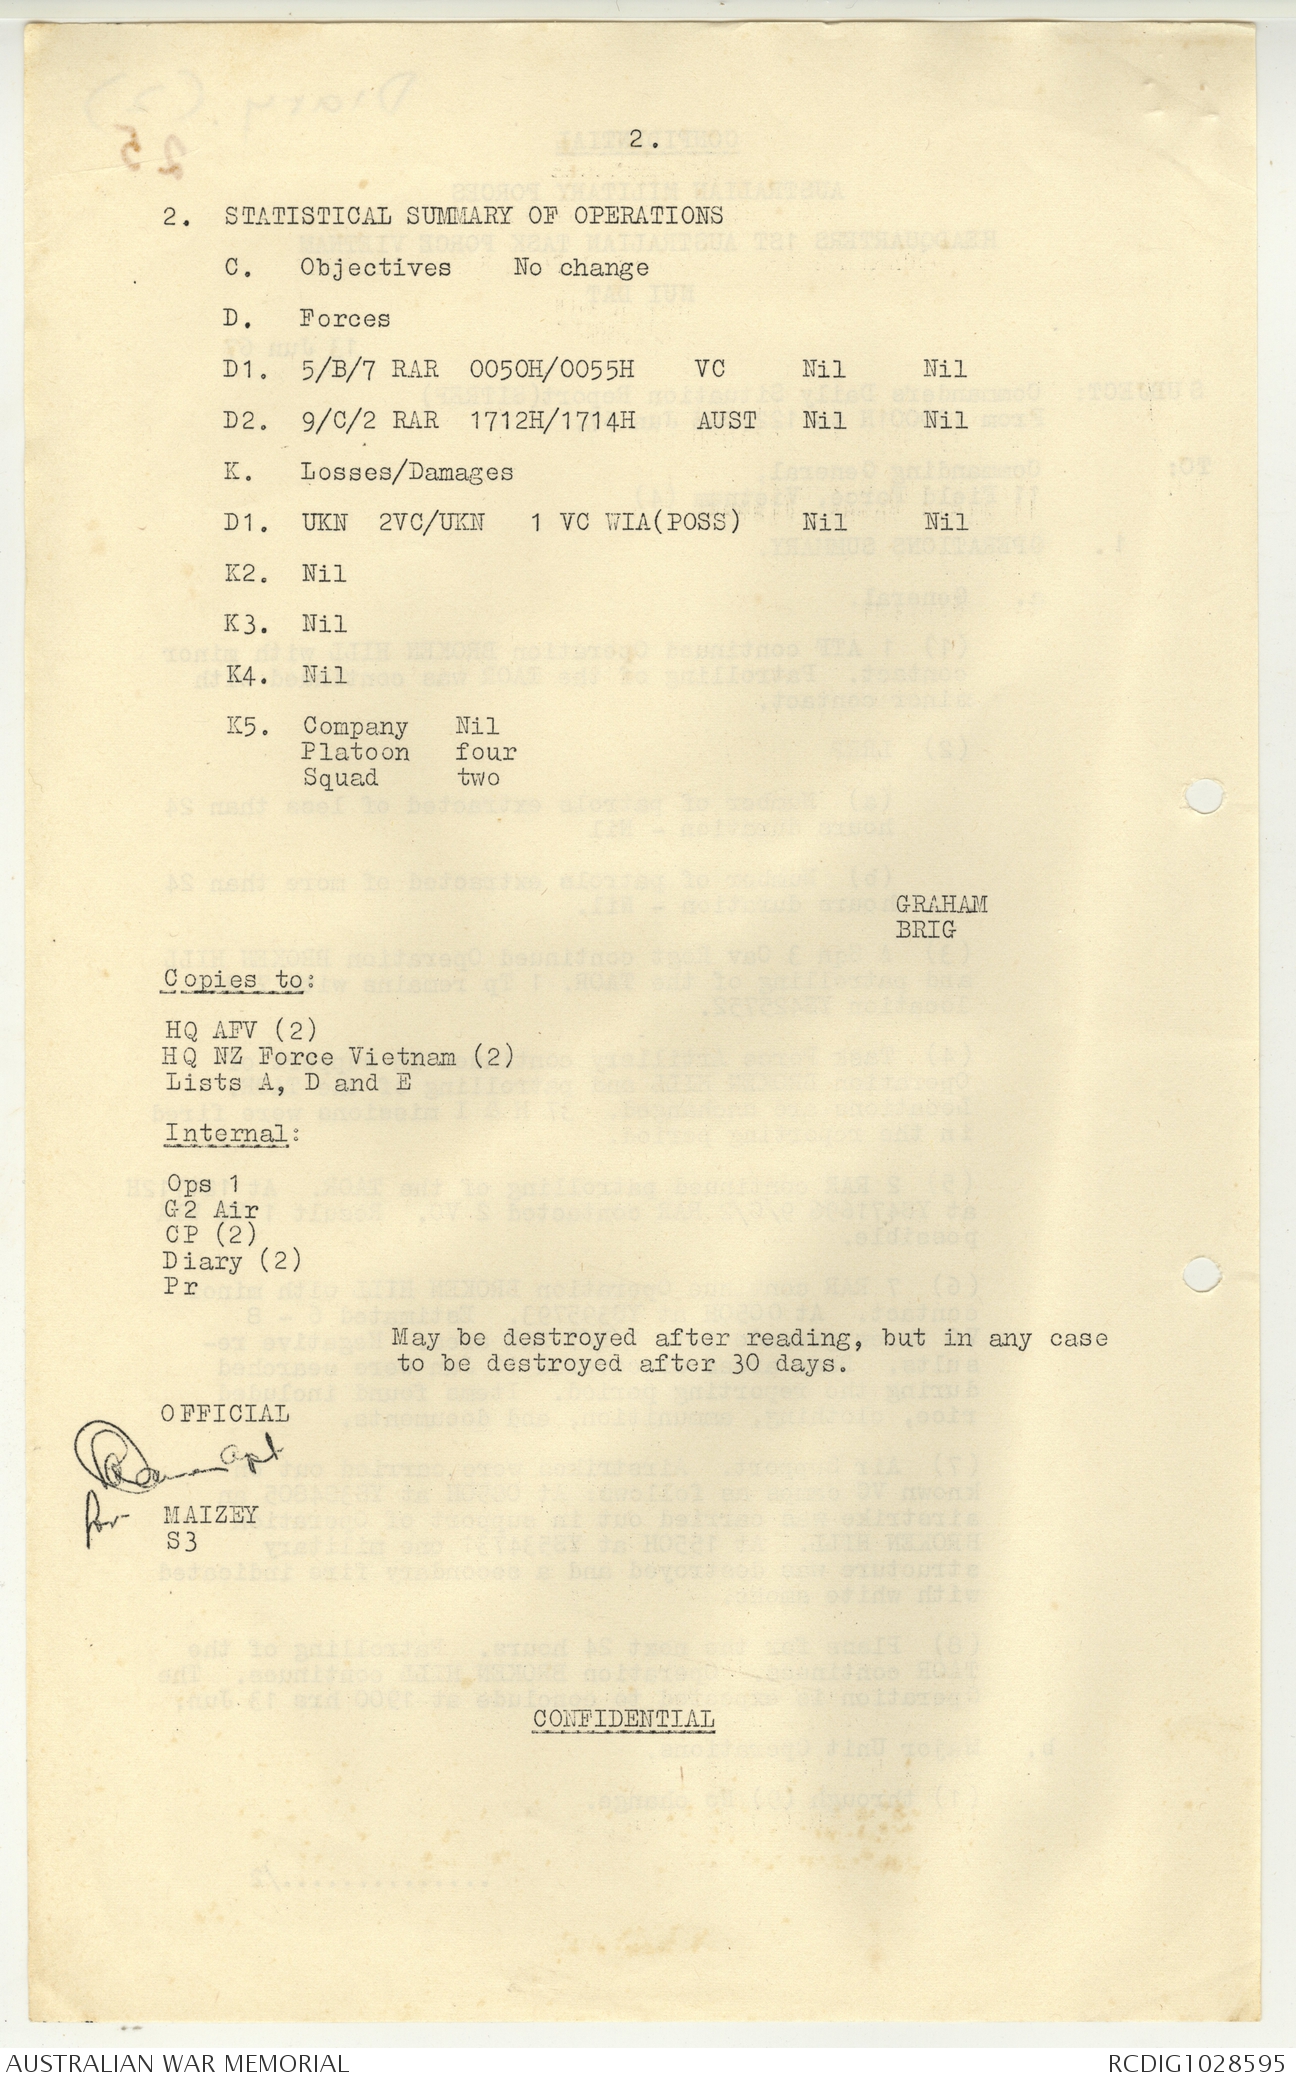 2.
2. STATISTICAL SUMMARY OF OPERATIONS
C. Objectives No change
D. Forces
D1. 5/B/7 RAR 0050H/0055H VC Nil Nil
D2. 9/C/2 RAR 1712H/1714H AUST Nil Nil
K. Losses/Damages
D1. UKN 2VC/UKN 1 VC WIA(POSS) Nil Nil
K2. Nil
K3. Nil
K4. Nil
K5. Company Nil
Platoon four
Squad two
GRAHAM
BRIG
Copies to:
HQ AFV (2)
HQ NZ Force Vietnam (2)
Lists A, D and E
Internal:
Ops 1
G2 Air
CP (2)
Diary (2)
Pr
May be destroyed after reading, but in any case
to be destroyed after 30 days.
OFFICIAL
Capt
for MAIZEY
S3
CONFIDENTIAL
AUSTRALIAN WAR MEMORIAL RCDIG1028595